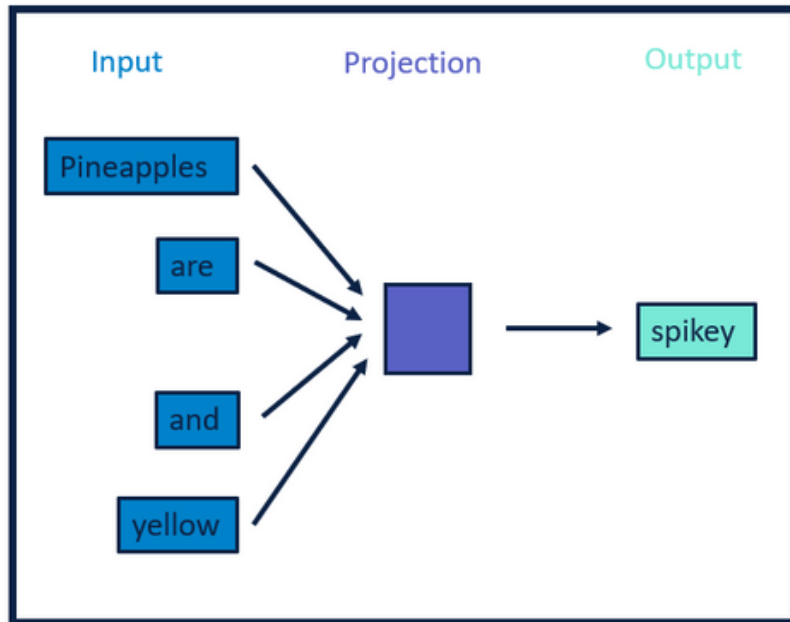 Input Projection Output
Pineapples
are
spikey
and
yellow